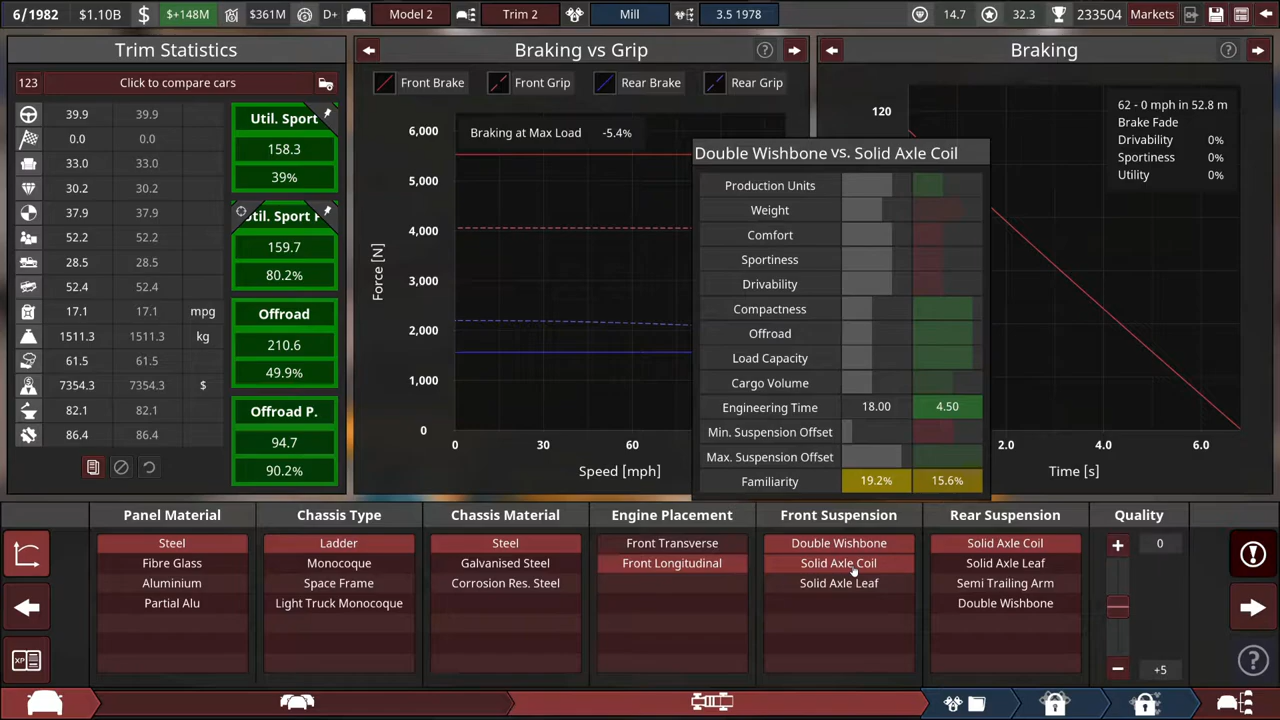 6/1982 $1.10B $+148M $361M D+ Model 2 Trim 2 Mill 3.5 1978 14.7 32.3 233504 Markets
Trim Statistics
123 Click to compare cars
39.9 39.9
0.0 0.0
33.0 33.0
30.2 30.2
37.9 37.9
52.2 52.2
28.5 28.5
52.4 52.4
17.1 17.1 mpg
1511.3 1511.3 kg
61.5 61.5
7354.3 7354.3 $
82.1 82.1
86.4 86.4
Util. Sport
158.3
39%
Util. Sport
159.7
80.2%
Offroad
210.6
49.9%
Offroad P.
94.7
90.2%
Braking vs Grip ?
Front Brake Front Grip Rear Brake Rear Grip
Braking at Max Load -5.4%
Force [N]
6,000
5,000
4,000
3,000
2,000
1,000
0
0 30 60
Speed [mph]
Double Wishbone vs. Solid Axle Coil
Production Units
Weight
Comfort
Sportiness
Drivability
Compactness
Offroad
Load Capacity
Cargo Volume
Engineering Time 18.00 4.50
Min. Suspension Offset
Max. Suspension Offset
Familiarity 19.2% 15.6%
Braking ?
120
62 - 0 mph in 52.8 m
Brake Fade
Drivability 0%
Sportiness 0%
Utility 0%
2.0 4.0 6.0
Time [s]
Panel Material
Steel
Fibre Glass
Aluminium
Partial Alu
Chassis Type
Ladder
Monocoque
Space Frame
Light Truck Monocoque
Chassis Material
Steel
Galvanised Steel
Corrosion Res. Steel
Engine Placement
Front Transverse
Front Longitudinal
Front Suspension
Double Wishbone
Solid Axle Coil
Solid Axle Leaf
Rear Suspension
Solid Axle Coil
Solid Axle Leaf
Semi Trailing Arm
Double Wishbone
Quality
+ 0
− +5
XP
?